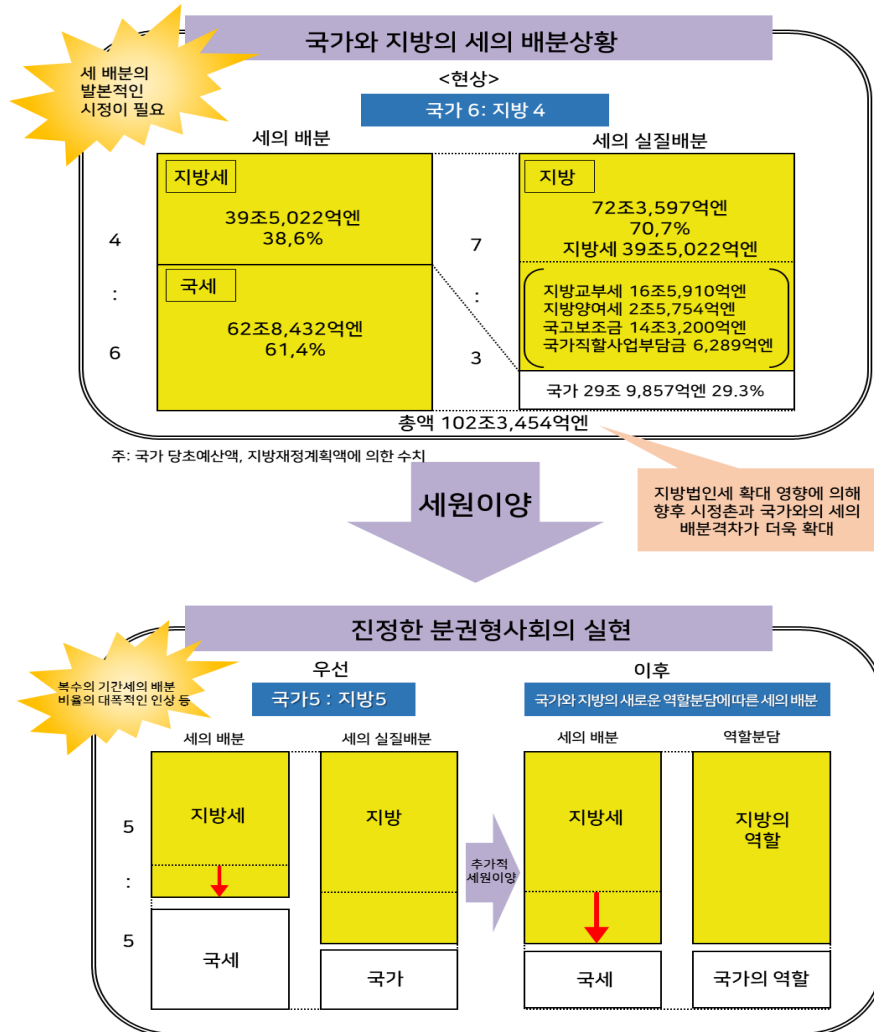 국가와 지방의 세의 배분상황
세 배분의
발본적인
시정이 필요
<현상>
국가 6: 지방 4
세의 배분
세의 실질배분
4
:
6
지방세
39조5,022억엔
38,6%
국세
62조8,432억엔
61,4%
7
:
3
지방
72조3,597억엔
70,7%
지방세 39조5,022억엔
지방교부세 16조5,910억엔
지방양여세 2조5,754억엔
국고보조금 14조3,200억엔
국가직할사업부담금 6,289억엔
국가 29조 9,857억엔 29.3%
총액 102조3,454억엔
주: 국가 당초예산액, 지방재정계획액에 의한 수치
세원이양
지방법인세 확대 영향에 의해
향후 시정촌과 국가와의 세의
배분격차가 더욱 확대
진정한 분권형사회의 실현
복수의 기간세의 배분
비율의 대폭적인 인상 등
우선
국가5 : 지방5
이후
국가와 지방의 새로운 역할분담에따른 세의 배분
세의 배분
세의 실질배분
세의 배분
역할분담
5
:
5
지방세
국세
지방
국가
추가적
세원이양
지방세
국세
지방의
역할
국가의 역할